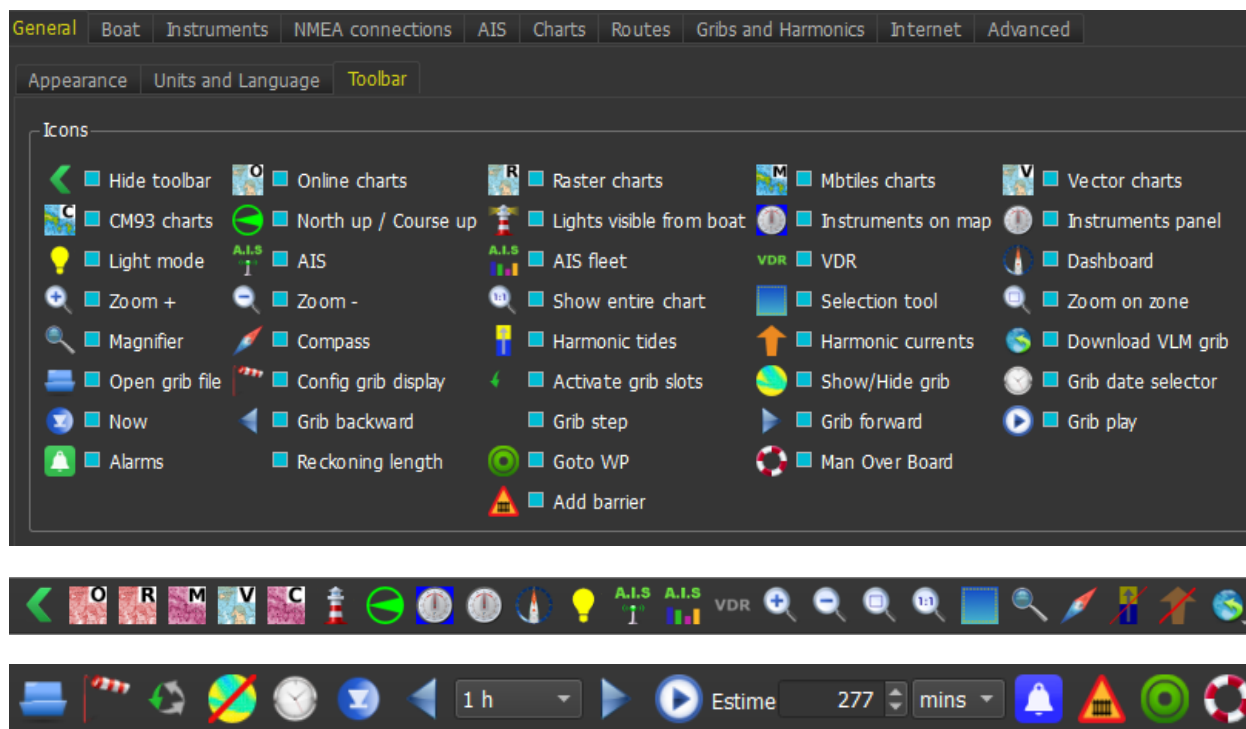 General Boat Instruments NMEA connections AIS Charts Routes Gribs and Harmonics Internet Advanced
Appearance Units and Language Toolbar
Icons
Hide toolbar O Online charts R Raster charts M Mbtiles charts V Vector charts
C CM93 charts North up / Course up Lights visible from boat Instruments on map Instruments panel
Light mode A.I.S AIS A.I.S AIS fleet VDR VDR Dashboard
Zoom + Zoom - 1:1 Show entire chart Selection tool Zoom on zone
Magnifier Compass Harmonic tides Harmonic currents Download VLM grib
Open grib file Config grib display Activate grib slots Show/Hide grib Grib date selector
Now Grib backward Grib step Grib forward Grib play
Alarms Reckoning length Goto WP Man Over Board
Add barrier
O R M V C A.I.S A.I.S VDR 1:1
1 h Estime 277 mins